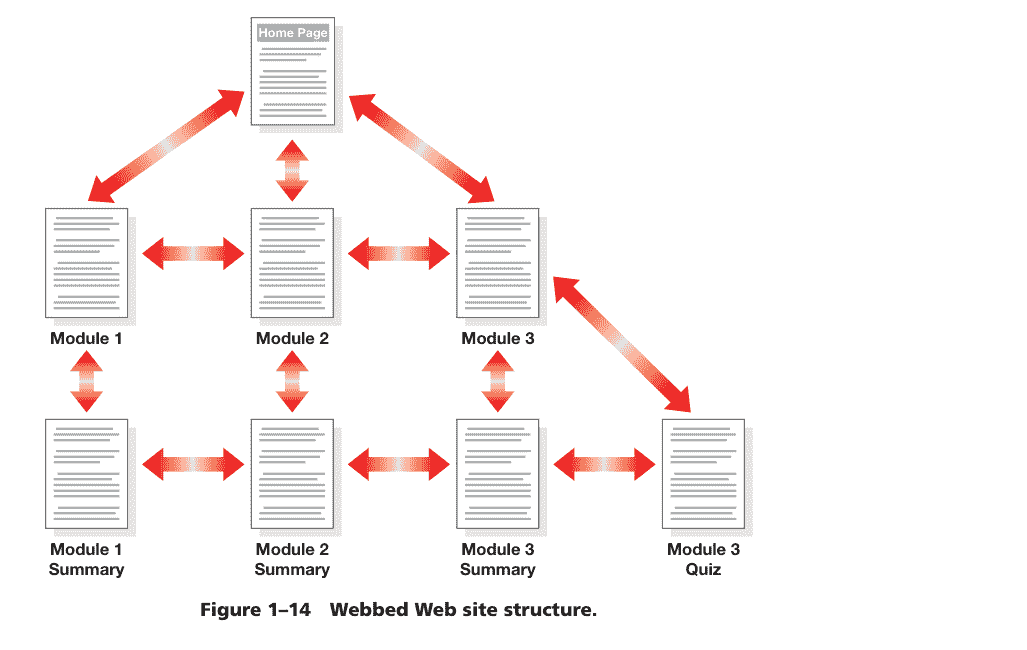 Home Page
Module 1
Module 2
Module 3
Module 1
Summary
Module 2
Summary
Module 3
Summary
Module 3
Quiz
Figure 1–14 Webbed Web site structure.